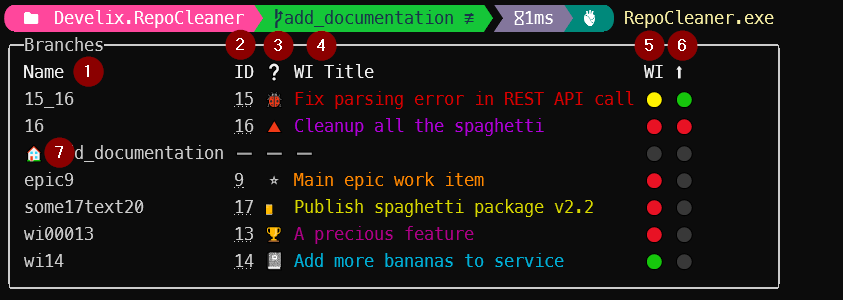 Develix.RepoCleaner add_documentation ≢ 1ms RepoCleaner.exe
Branches
Name 1 ID 2 ? 3 WI Title 4 WI 5 ↑ 6
15_16 15 Fix parsing error in REST API call
16 16 Cleanup all the spaghetti
7 d_documentation — — —
epic9 9 Main epic work item
some17text20 17 Publish spaghetti package v2.2
wi00013 13 A precious feature
wi14 14 Add more bananas to service